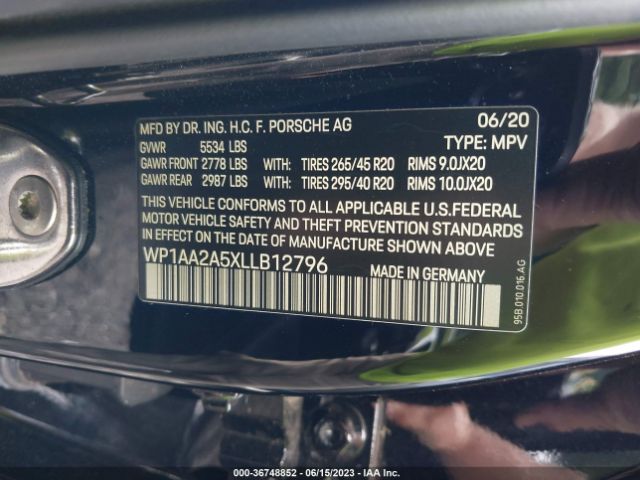 MFD BY DR. ING. H.C. F. PORSCHE AG 06/20
GVWR 5534 LBS TYPE: MPV
GAWR FRONT 2778 LBS WITH: TIRES 265/45 R20 RIMS 9.0JX20
GAWR REAR 2987 LBS WITH: TIRES 295/40 R20 RIMS 10.0JX20
THIS VEHICLE CONFORMS TO ALL APPLICABLE U.S.FEDERAL
MOTOR VEHICLE SAFETY AND THEFT PREVENTION STANDARDS
IN EFFECT ON THE DATE OF MANUFACTURE SHOWN ABOVE
WP1AA2A5XLLB12796 MADE IN GERMANY
95B.010.016.AG
000-36748852 - 06/15/2023 - IAA Inc.